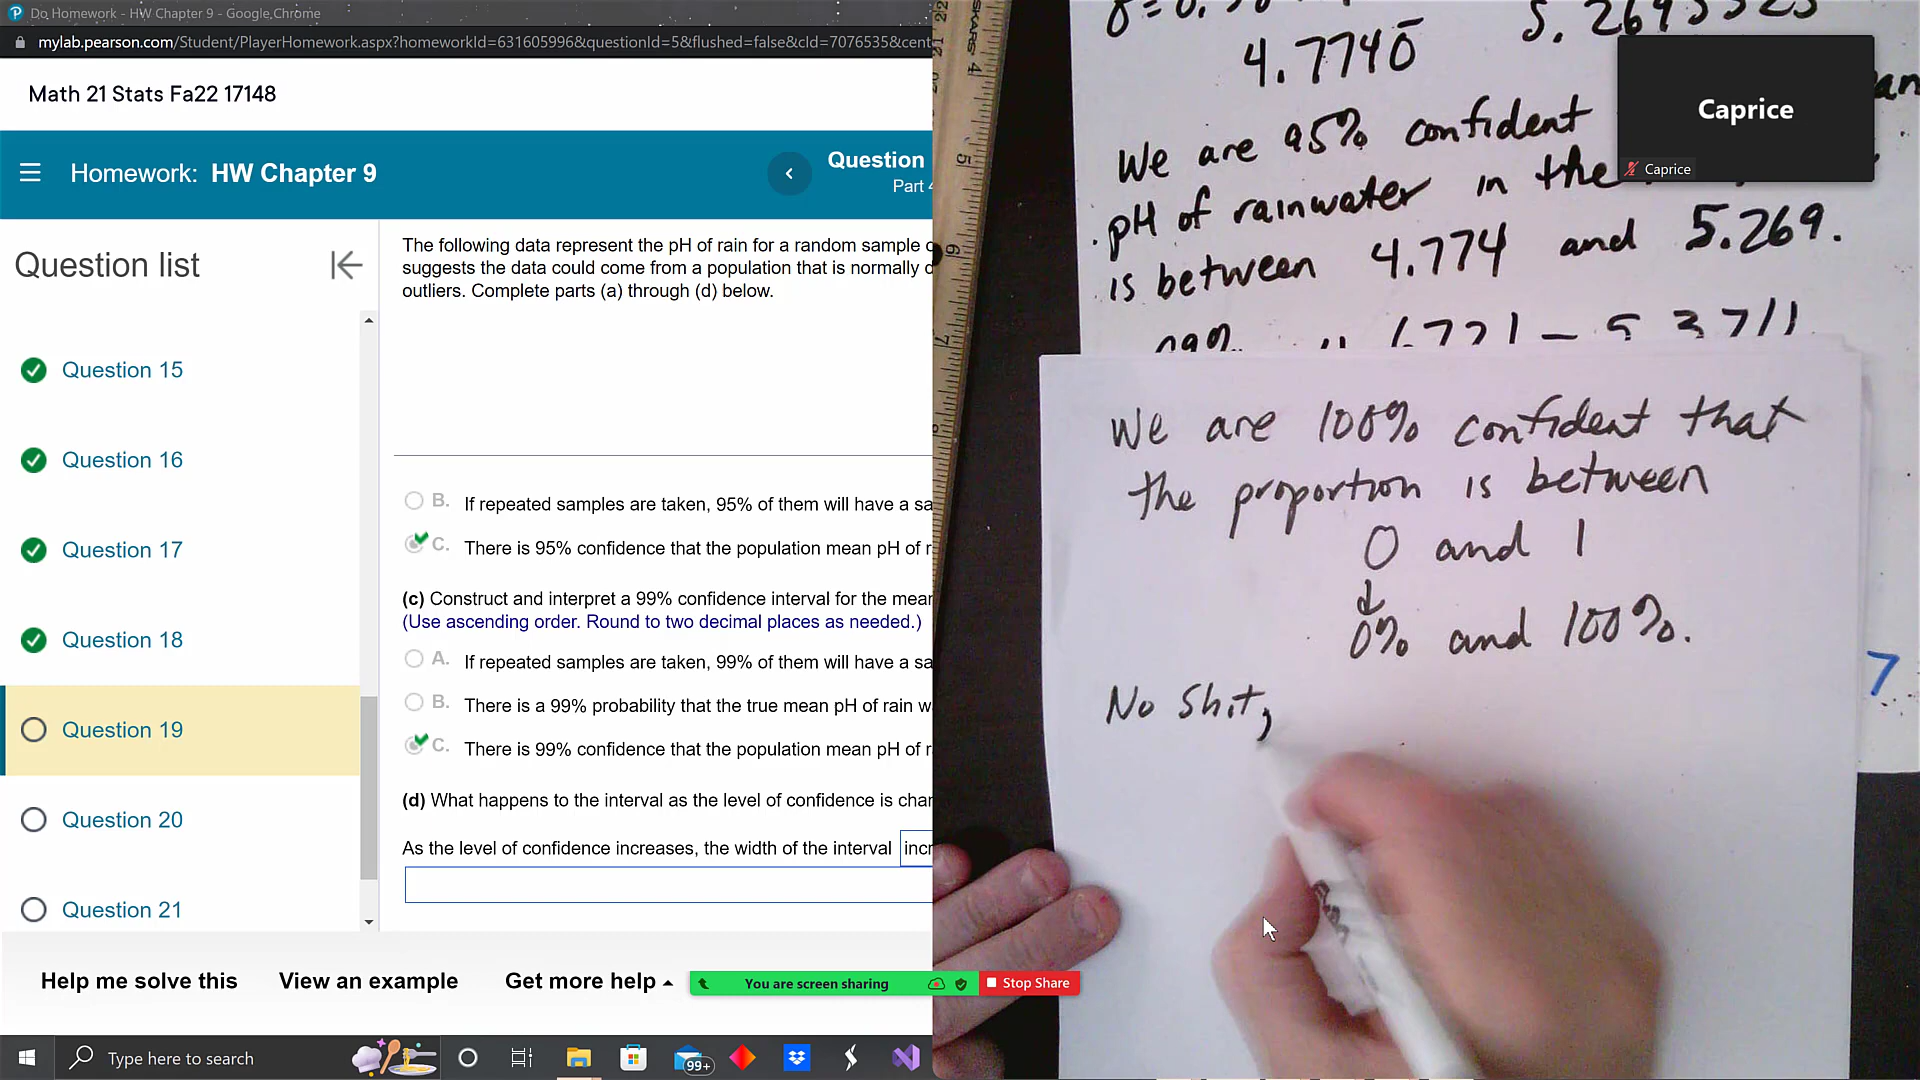 Do Homework - HW Chapter 9 - Google Chrome
mylab.pearson.com/Student/PlayerHomework.aspx?homeworkId=631605996&questionId=5&flushed=false&cId=7076535&cent
Math 21 Stats Fa22 17148
Homework: HW Chapter 9
Question
Part 4
Question list
Question 15
Question 16
Question 17
Question 18
Question 19
Question 20
Question 21
The following data represent the pH of rain for a random sample o
suggests the data could come from a population that is normally d
outliers. Complete parts (a) through (d) below.
B. If repeated samples are taken, 95% of them will have a sa
C. There is 95% confidence that the population mean pH of r
(c) Construct and interpret a 99% confidence interval for the mean
(Use ascending order. Round to two decimal places as needed.)
A. If repeated samples are taken, 99% of them will have a sa
B. There is a 99% probability that the true mean pH of rain w
C. There is 99% confidence that the population mean pH of r
(d) What happens to the interval as the level of confidence is chan
As the level of confidence increases, the width of the interval incr
Help me solve this
View an example
Get more help
You are screen sharing
Stop Share
Type here to search
99+
4.7740
We are 95% confident
pH of rainwater in the
is between 4.774 and 5.269.
Caprice
Caprice
We are 100% confident that
the proportion is between
0 and 1
0% and 100%.
No Shit,
7